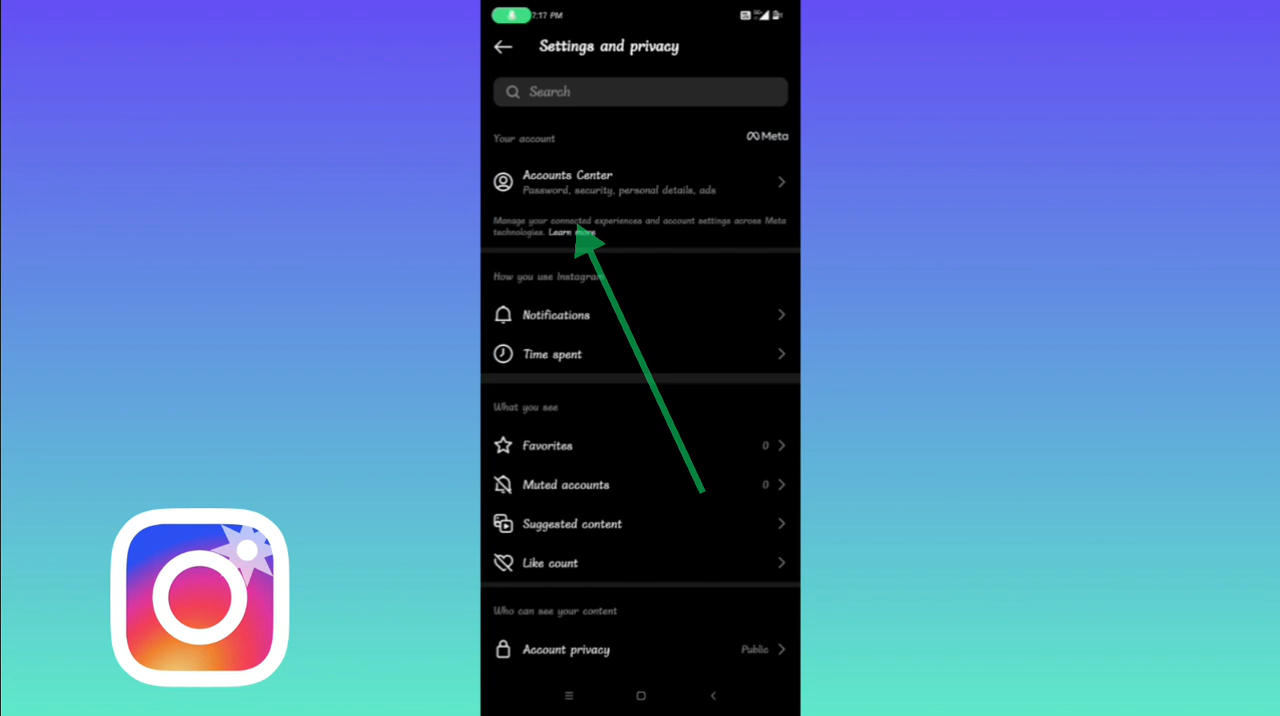 7:17 PM
Settings and privacy
Search
Your account
Meta
Accounts Center
Password, security, personal details, ads
Manage your connected experiences and account settings across Meta
technologies. Learn more
How you use Instagram
Notifications
Time spent
What you see
Favorites 0
Muted accounts 0
Suggested content
Like count
Who can see your content
Account privacy Public